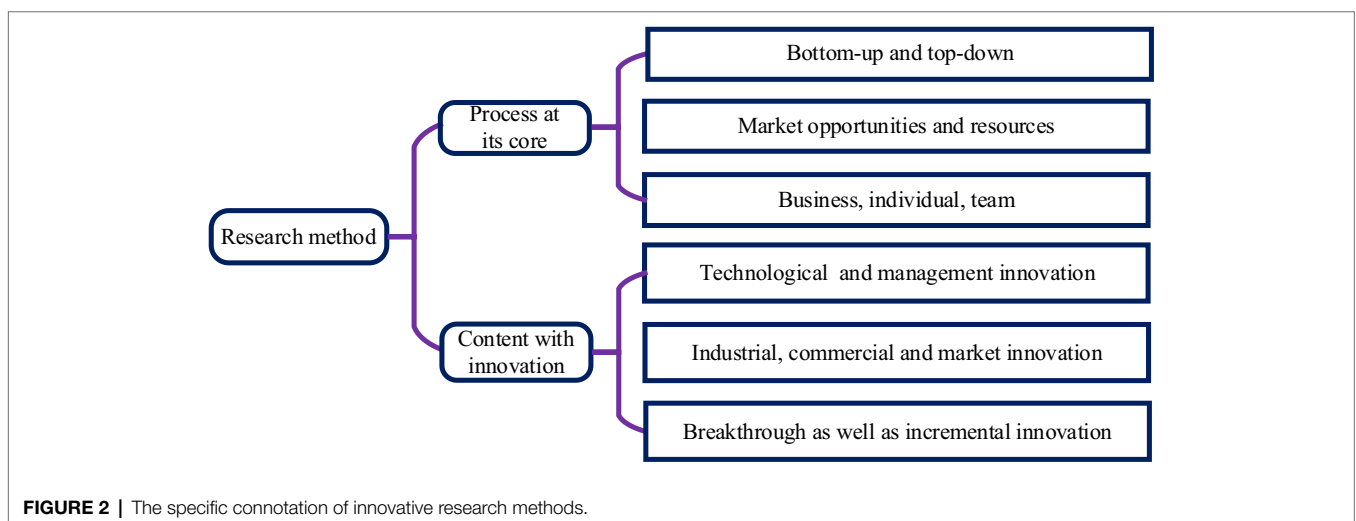 Research method
Process at
its core
Bottom-up and top-down
Market opportunities and resources
Business, individual, team
Content with
innovation
Technological and management innovation
Industrial, commercial and market innovation
Breakthrough as well as incremental innovation
FIGURE 2 | The specific connotation of innovative research methods.